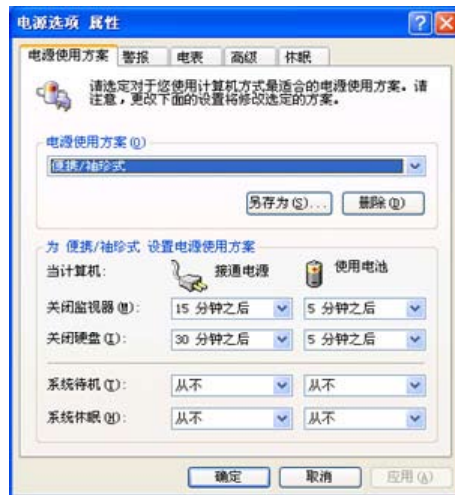 电源选项 属性
电源使用方案 警报 电表 高级 休眠
请选定对于您使用计算机方式最适合的电源使用方案。请
注意，更改下面的设置将修改选定的方案。
电源使用方案(O)
便携/袖珍式
另存为(S)... 删除(D)
为 便携/袖珍式 设置电源使用方案
当计算机: 接通电源 使用电池
关闭监视器(M): 15 分钟之后 5 分钟之后
关闭硬盘(I): 30 分钟之后 5 分钟之后
系统待机(T): 从不 从不
系统休眠(H): 从不 从不
确定 取消 应用(A)